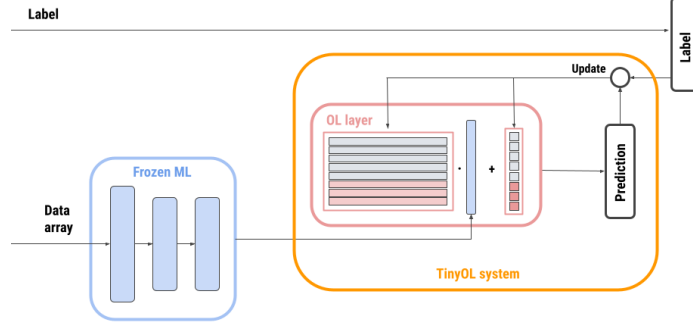 Label
Label
Update
OL layer
·
+
Prediction
Frozen ML
Data
array
TinyOL system